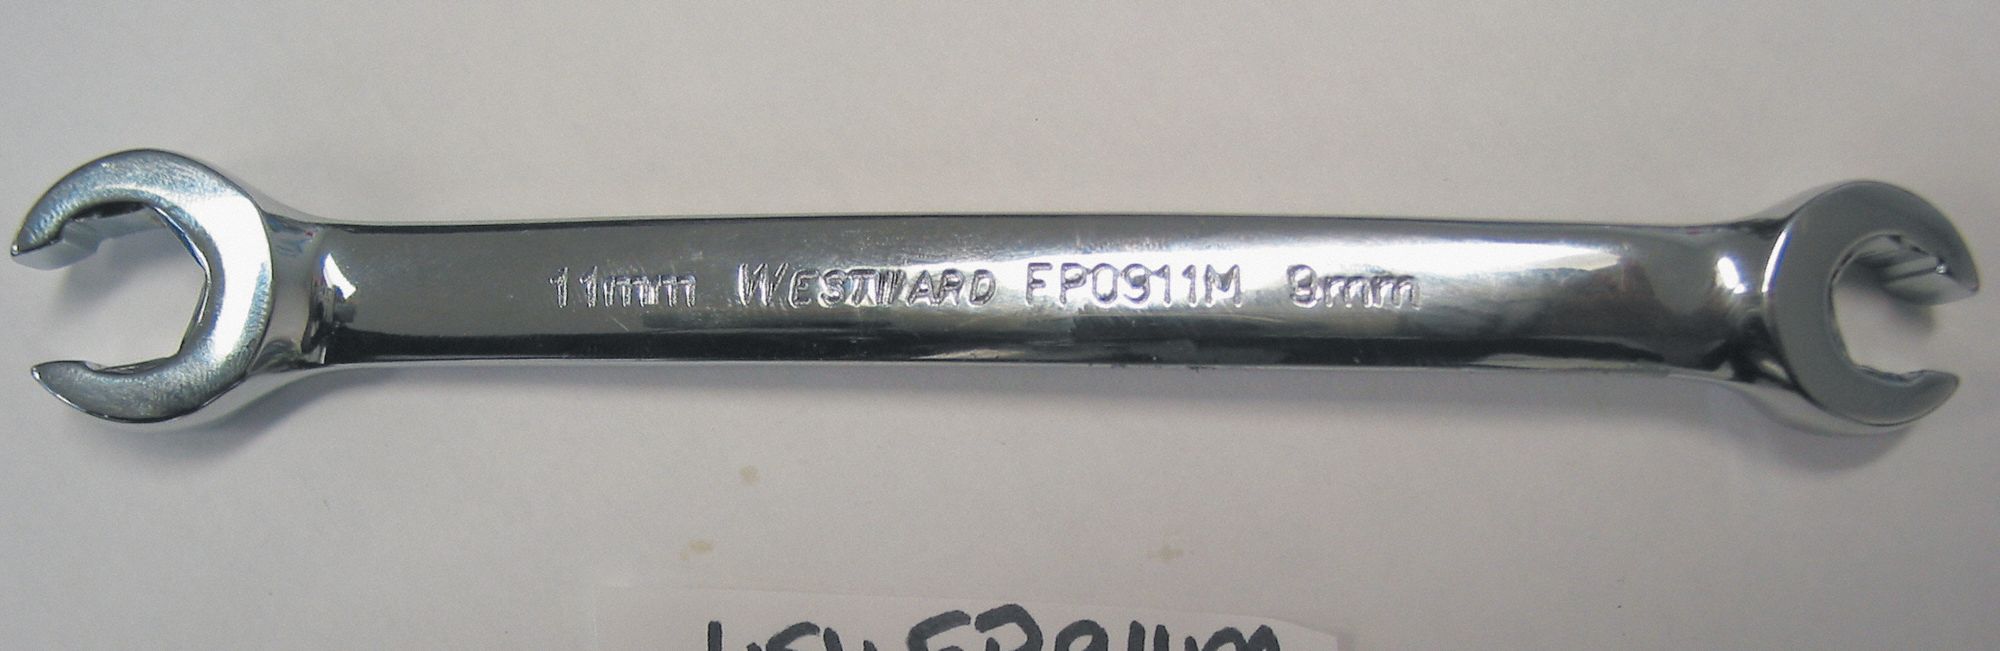 11mm WESTWARD FP0911M 9mm